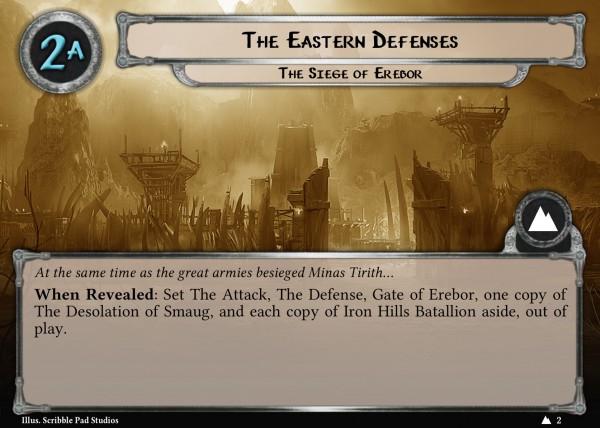 2A
The Eastern Defenses
The Siege of Erebor
At the same time as the great armies besieged Minas Tirith...
When Revealed: Set The Attack, The Defense, Gate of Erebor, one copy of
The Desolation of Smaug, and each copy of Iron Hills Batallion aside, out of
play.
Illus. Scribble Pad Studios
2